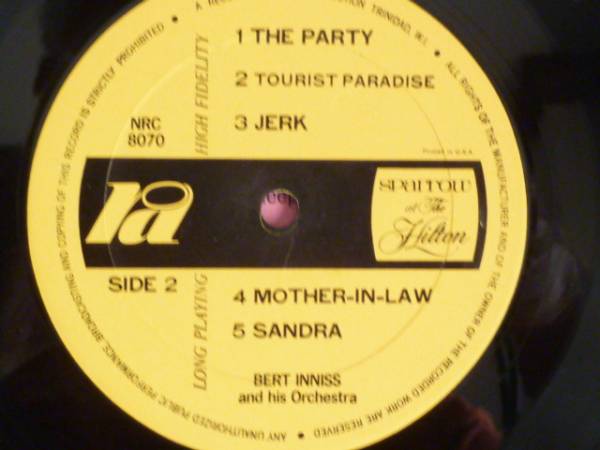 1 THE PARTY
2 TOURIST PARADISE
3 JERK
NRC
8070
HIGH FIDELITY
Printed in U.S.A.
ra
sparrow
at The
Hilton
SIDE 2
LONG PLAYING
4 MOTHER-IN-LAW
5 SANDRA
BERT INNISS
and his Orchestra
TRINIDAD, W.I. • ALL RIGHTS OF THE MANUFACTURER AND OF THE OWNER OF THE RECORDED WORK ARE RESERVED • ANY UNAUTHORIZED PUBLIC PERFORMANCE, BROADCASTING AND COPYING OF THIS RECORD IS STRICTLY PROHIBITED •